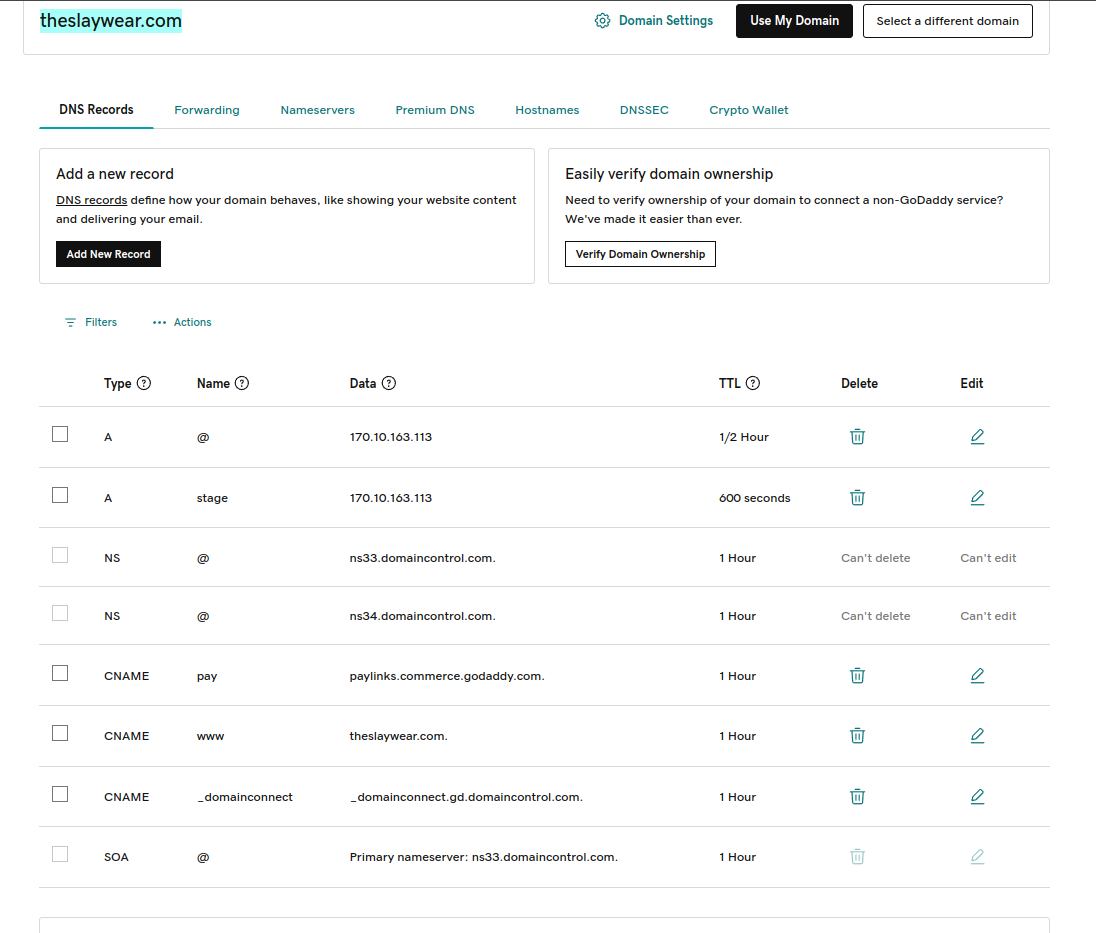 theslaywear.com
Domain Settings
Use My Domain
Select a different domain
DNS Records Forwarding Nameservers Premium DNS Hostnames DNSSEC Crypto Wallet
Add a new record
DNS records define how your domain behaves, like showing your website content
and delivering your email.
Add New Record
Easily verify domain ownership
Need to verify ownership of your domain to connect a non-GoDaddy service?
We've made it easier than ever.
Verify Domain Ownership
Filters ··· Actions
Type ? Name ? Data ? TTL ? Delete Edit
A @ 170.10.163.113 1/2 Hour
A stage 170.10.163.113 600 seconds
NS @ ns33.domaincontrol.com. 1 Hour Can't delete Can't edit
NS @ ns34.domaincontrol.com. 1 Hour Can't delete Can't edit
CNAME pay paylinks.commerce.godaddy.com. 1 Hour
CNAME www theslaywear.com. 1 Hour
CNAME _domainconnect _domainconnect.gd.domaincontrol.com. 1 Hour
SOA @ Primary nameserver: ns33.domaincontrol.com. 1 Hour